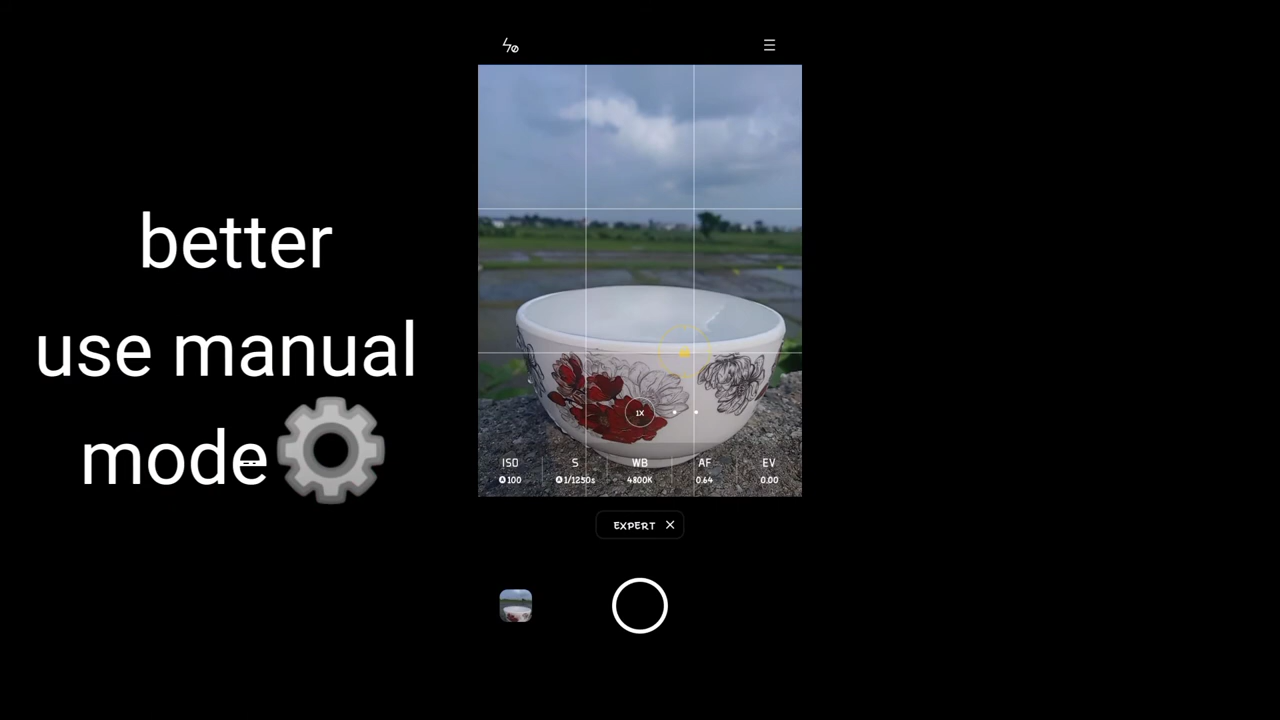 better
use manual
mode
1X
ISO S WB AF EV
100 1/1250s 4800K 0.64 0.00
EXPERT